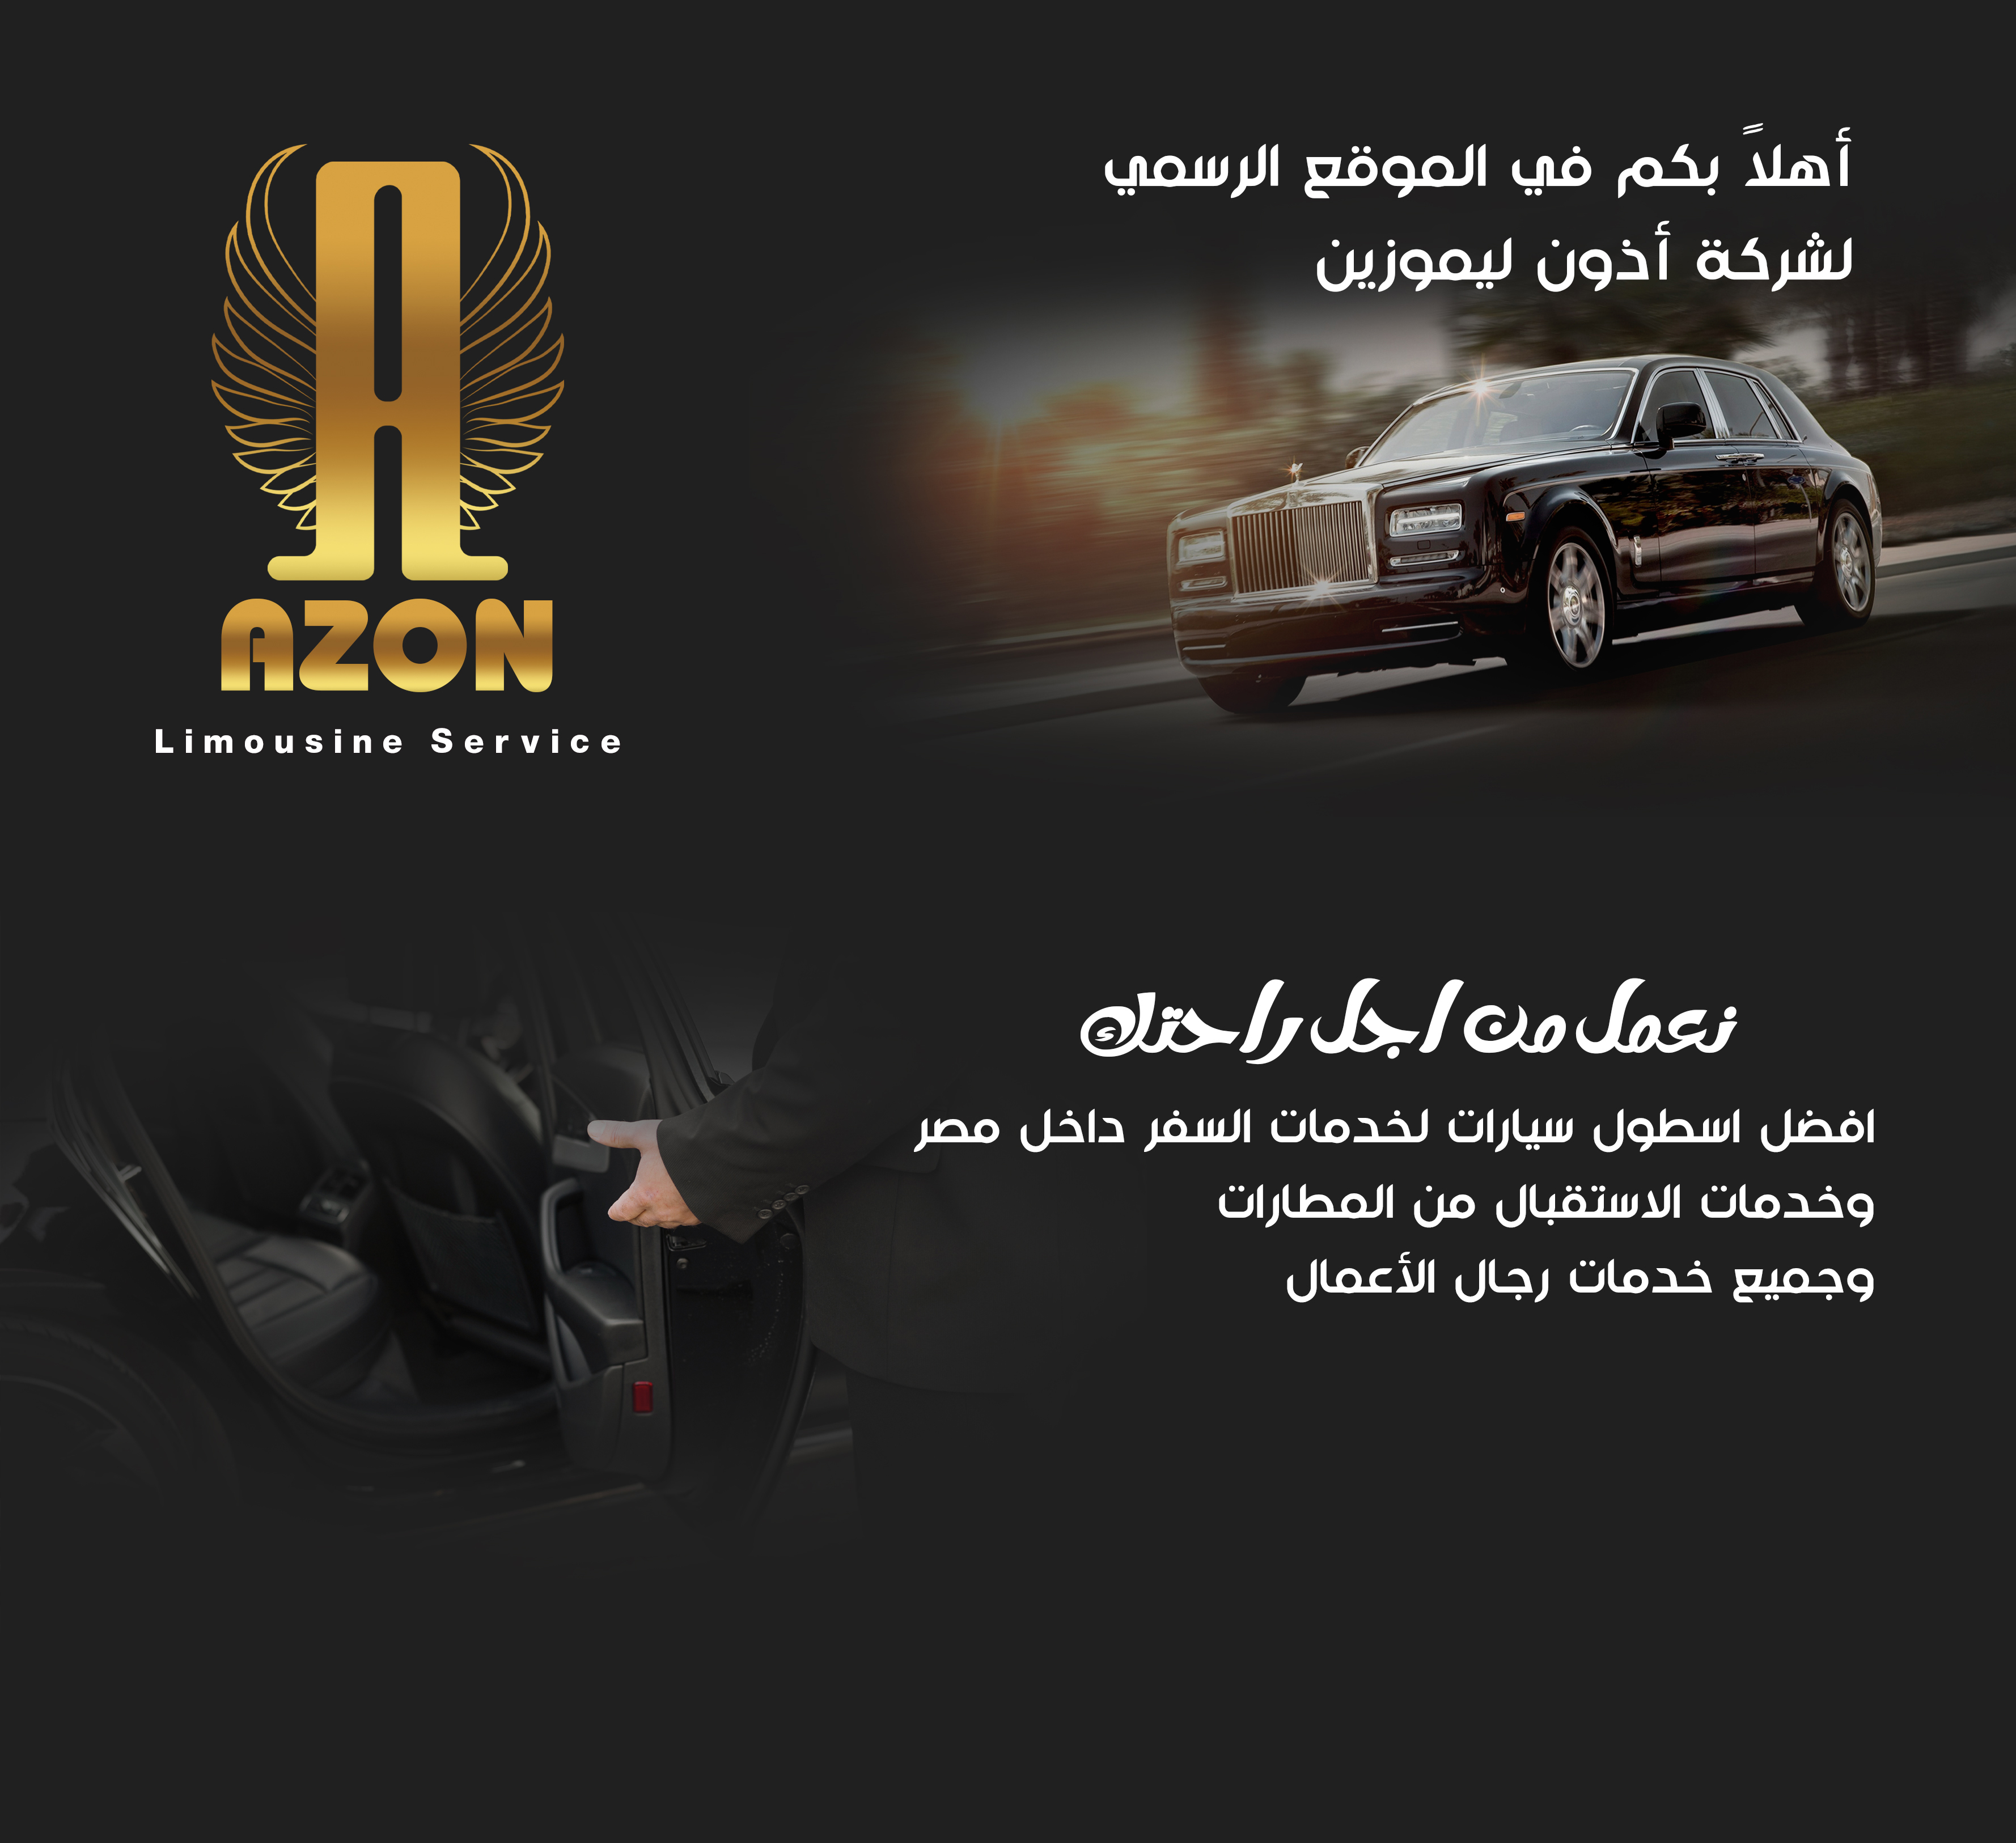 أهلاً بكم في الموقع الرسمي
لشركة أذون ليموزين
AZON
Limousine Service
نعمل من اجل راحتك
افضل اسطول سيارات لخدمات السفر داخل مصر
وخدمات الاستقبال من المطارات
وجميع خدمات رجال الأعمال